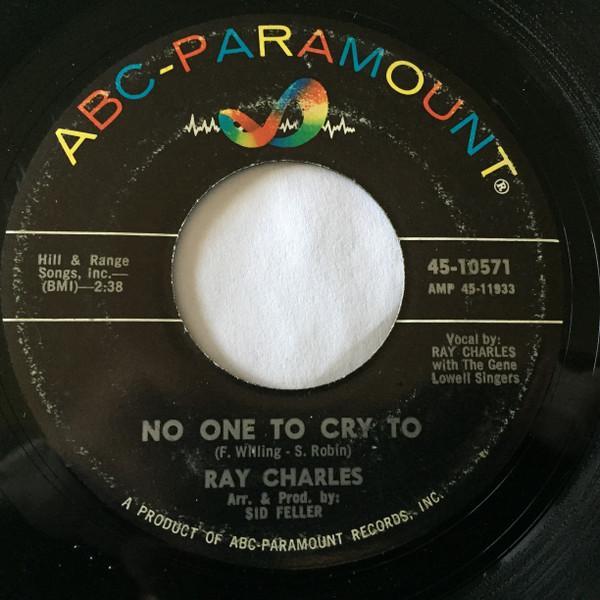 ABC-PARAMOUNT®
Hill & Range
Songs, Inc.—
(BMI)—2:38
45-10571
AMP 45-11933
Vocal by:
RAY CHARLES
with The Gene
Lowell Singers
NO ONE TO CRY TO
(F. Willing - S. Robin)
RAY CHARLES
Arr. & Prod. by:
SID FELLER
A PRODUCT OF ABC-PARAMOUNT RECORDS, INC.